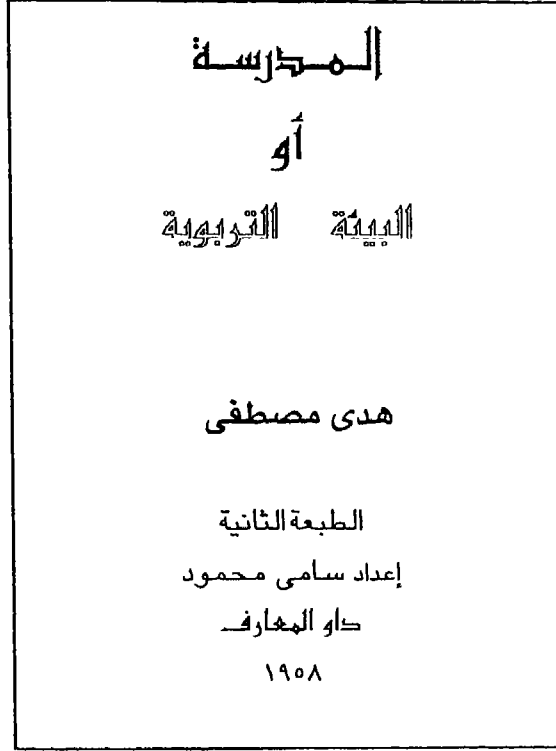 المدرسة
أو
البيئة التربوية
هدى مصطفى
الطبعة الثانية
إعداد سامى محمود
داو المعارف
١٩٥٨